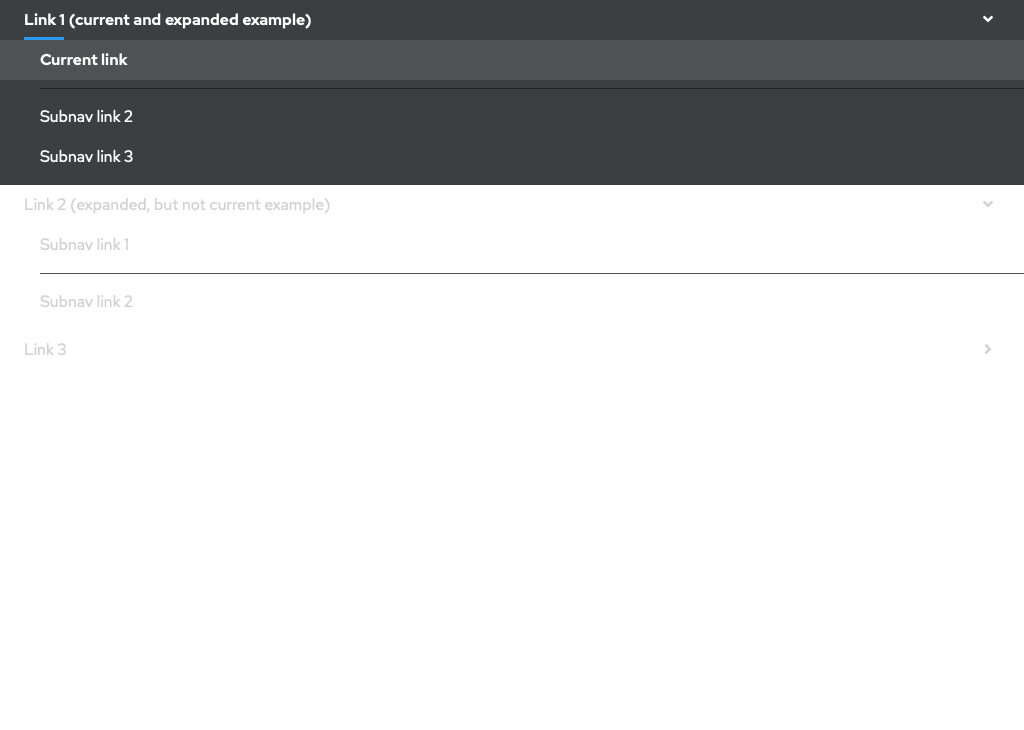 Link 1 (current and expanded example)
Current link
Subnav link 2
Subnav link 3
Link 2 (expanded, but not current example)
Subnav link 1
Subnav link 2
Link 3